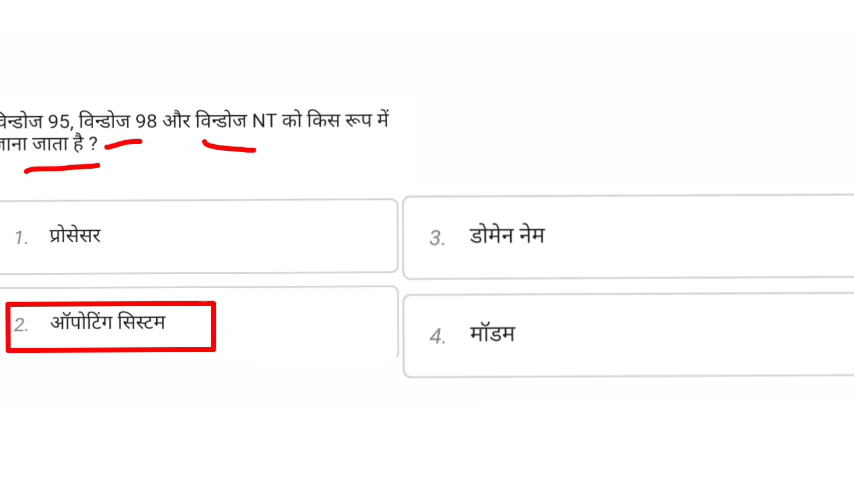 विन्डोज 95, विन्डोज 98 और विन्डोज NT को किस रूप में
जाना जाता है ?
1. प्रोसेसर
2. ऑपोटिंग सिस्टम
3. डोमेन नेम
4. मॉडम